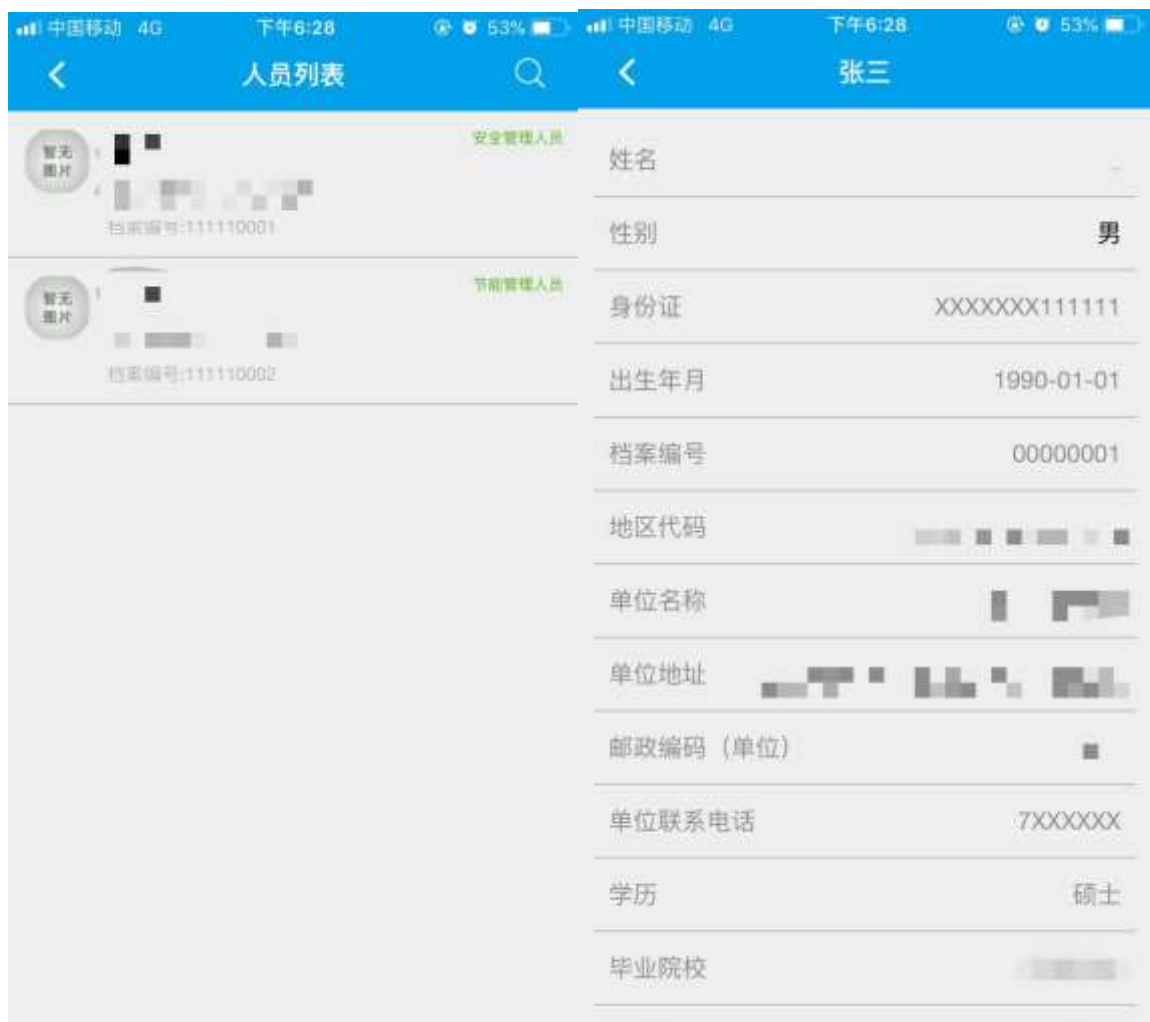 中国移动 4G 下午6:28 53%
人员列表
暂无
图片
安全管理人员
档案编号:111110001
暂无
图片
节能管理人员
档案编号:111110002
中国移动 4G 下午6:28 53%
张三
姓名
性别 男
身份证 XXXXXXX111111
出生年月 1990-01-01
档案编号 00000001
地区代码
单位名称
单位地址
邮政编码（单位）
单位联系电话 7XXXXXX
学历 硕士
毕业院校